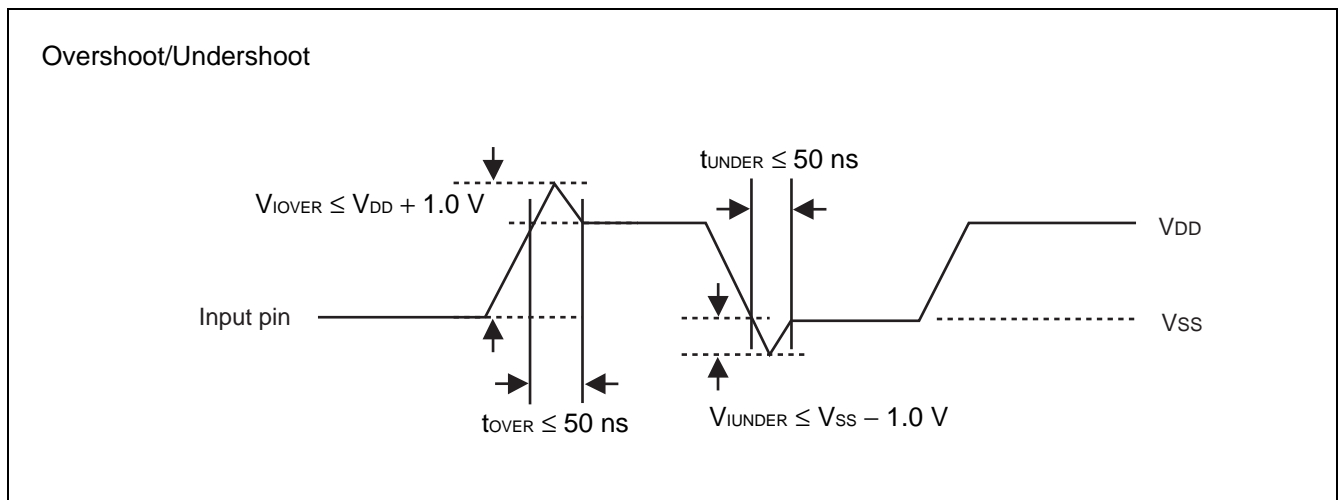 Overshoot/Undershoot
tUNDER ≤ 50 ns
VIOVER ≤ VDD + 1.0 V
VDD
Input pin
VSS
tOVER ≤ 50 ns
VIUNDER ≤ VSS − 1.0 V